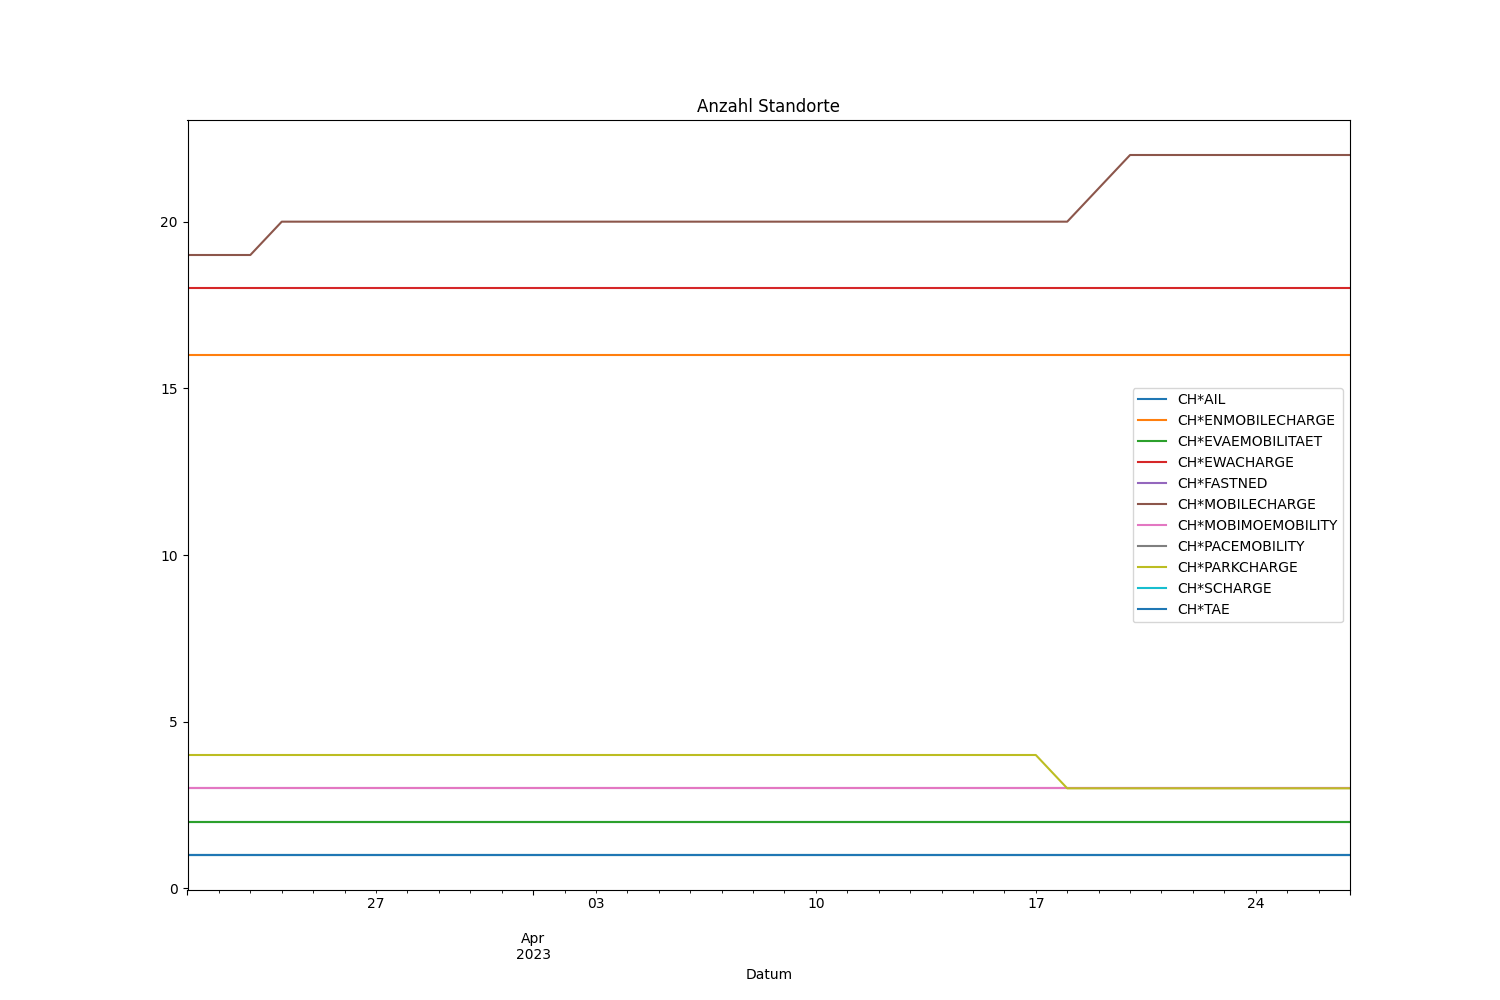 Anzahl Standorte
20
15
10
5
0
CH*AIL
CH*ENMOBILECHARGE
CH*EVAEMOBILITAET
CH*EWACHARGE
CH*FASTNED
CH*MOBILECHARGE
CH*MOBIMOEMOBILITY
CH*PACEMOBILITY
CH*PARKCHARGE
CH*SCHARGE
CH*TAE
27 03 10 17 24
Apr
2023
Datum